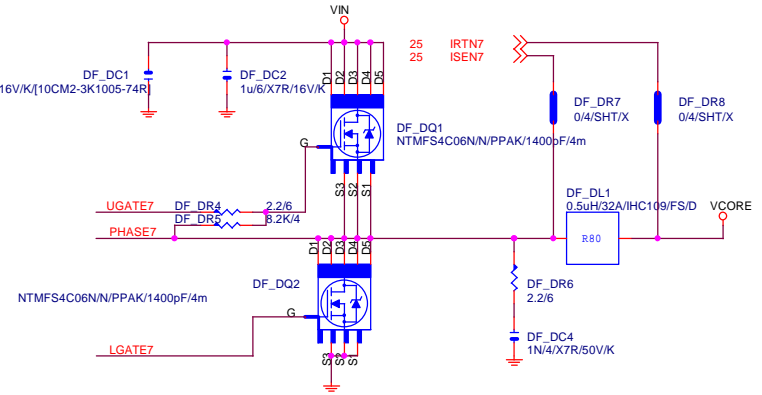 VIN
25 IRTN7
25 ISEN7
DF_DC1
16V/K/[10CM2-3K1005-74R]
DF_DC2
1u/6/X7R/16V/K
D1
D2
D3
D4
D5
DF_DR7
0/4/SHT/X
DF_DR8
0/4/SHT/X
DF_DQ1
NTMFS4C06N/N/PPAK/1400pF/4m
G
S3
S2
S1
DF_DL1
0.5uH/32A/IHC109/FS/D
VCORE
UGATE7
DF_DR4
2.2/6
DF_DR5
8.2K/4
PHASE7
R80
D1
D2
D3
D4
D5
DF_DQ2
NTMFS4C06N/N/PPAK/1400pF/4m
G
DF_DR6
2.2/6
DF_DC4
1N/4/X7R/50V/K
LGATE7
S3
S2
S1